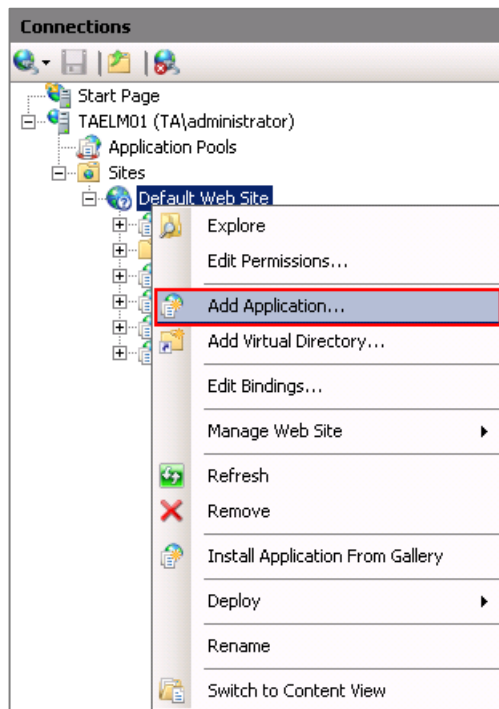 Connections
Start Page
TAELM01 (TA\administrator)
Application Pools
Sites
Default Web Site
Explore
Edit Permissions...
Add Application...
Add Virtual Directory...
Edit Bindings...
Manage Web Site
Refresh
Remove
Install Application From Gallery
Deploy
Rename
Switch to Content View